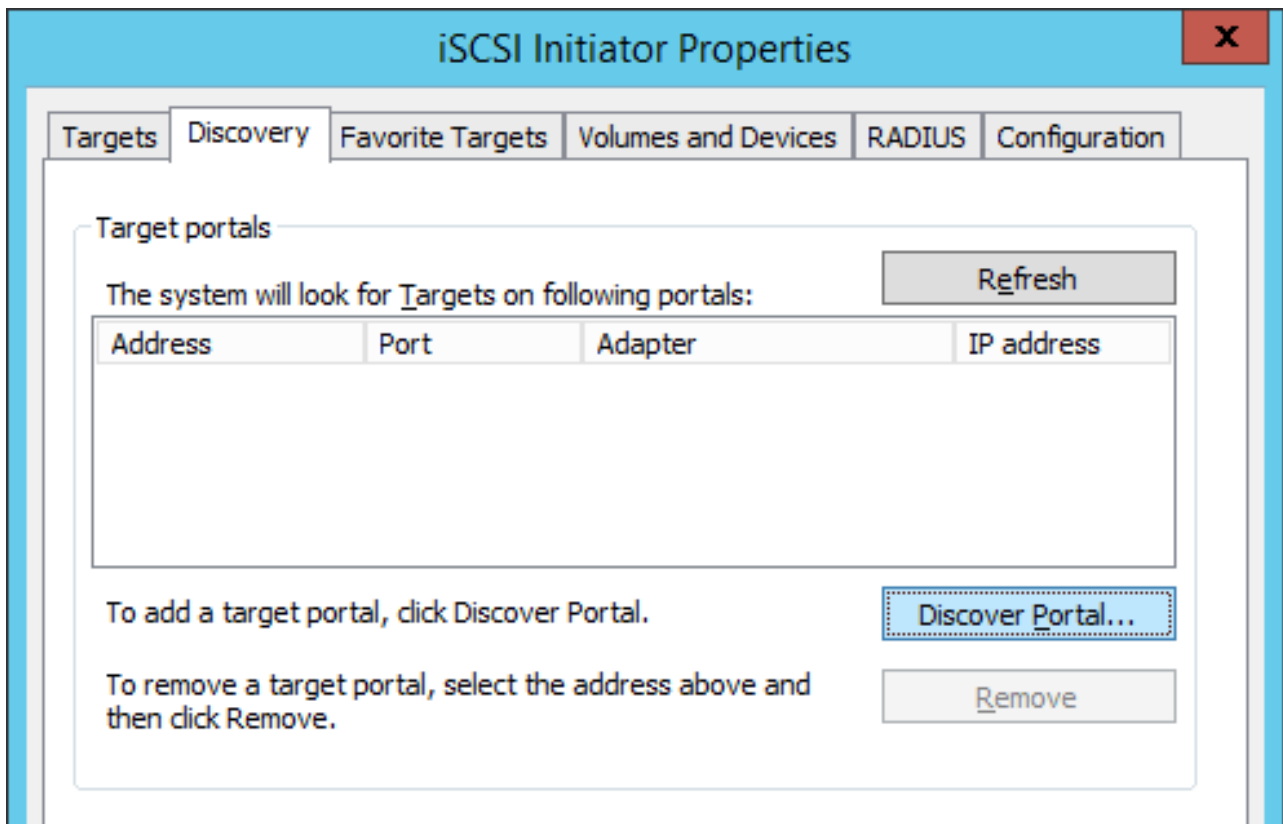 iSCSI Initiator Properties
x
Targets Discovery Favorite Targets Volumes and Devices RADIUS Configuration
Target portals
Refresh
The system will look for Targets on following portals:
Address Port Adapter IP address
To add a target portal, click Discover Portal.
Discover Portal...
To remove a target portal, select the address above and
then click Remove.
Remove